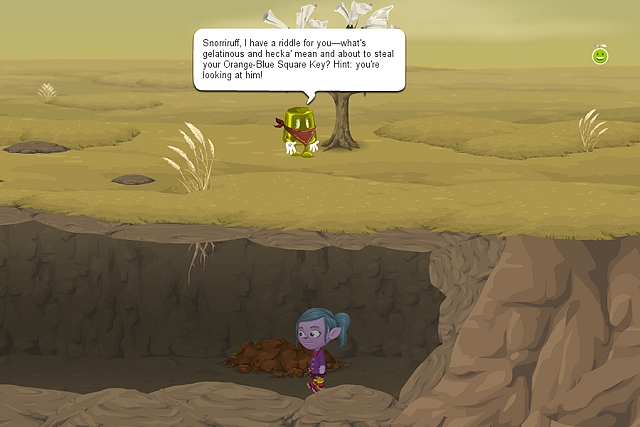 Snorriruff, I have a riddle for you—what's
gelatinous and hecka' mean and about to steal
your Orange-Blue Square Key? Hint: you're
looking at him!